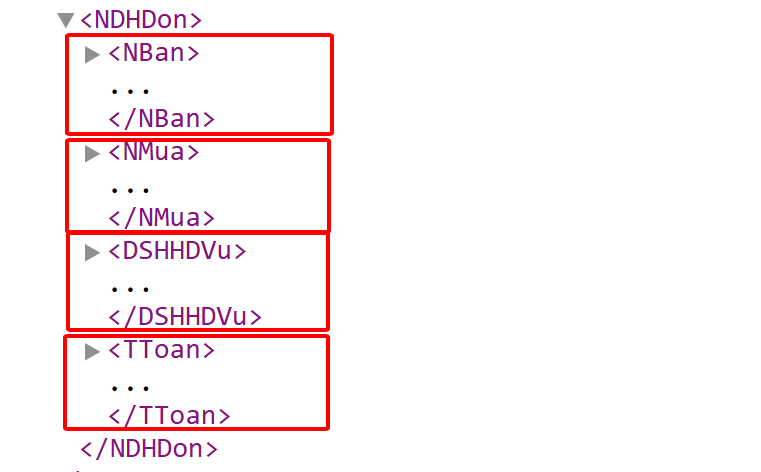 <NDHDon>
<NBan>
...
</NBan>
<NMua>
...
</NMua>
<DSHHDVu>
...
</DSHHDVu>
<TToan>
...
</TToan>
</NDHDon>